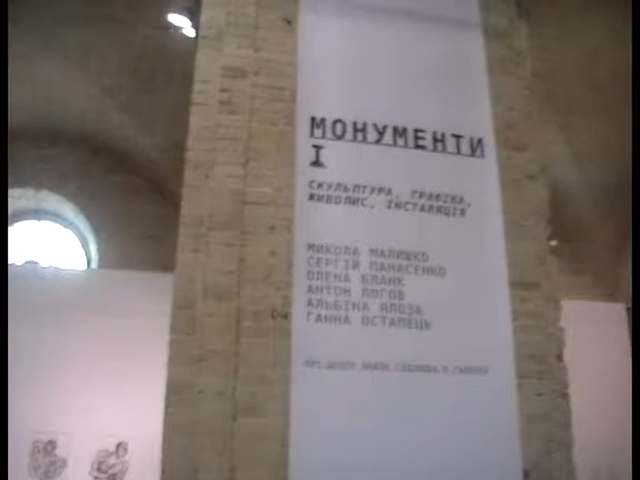 МОНУМЕНТИ
І
СКУЛЬПТУРА, ГРАФІКА,
ЖИВОПИС, ІНСТАЛЯЦІЯ
МИКОЛА МАЛИШКО
СЕРГІЙ ПАНАСЕНКО
ОЛЕНА БЛАНК
АНТОН ЛОГОВ
АЛЬБІНА ЯЛОЗА
ГАННА ОСТАПЕЦЬ